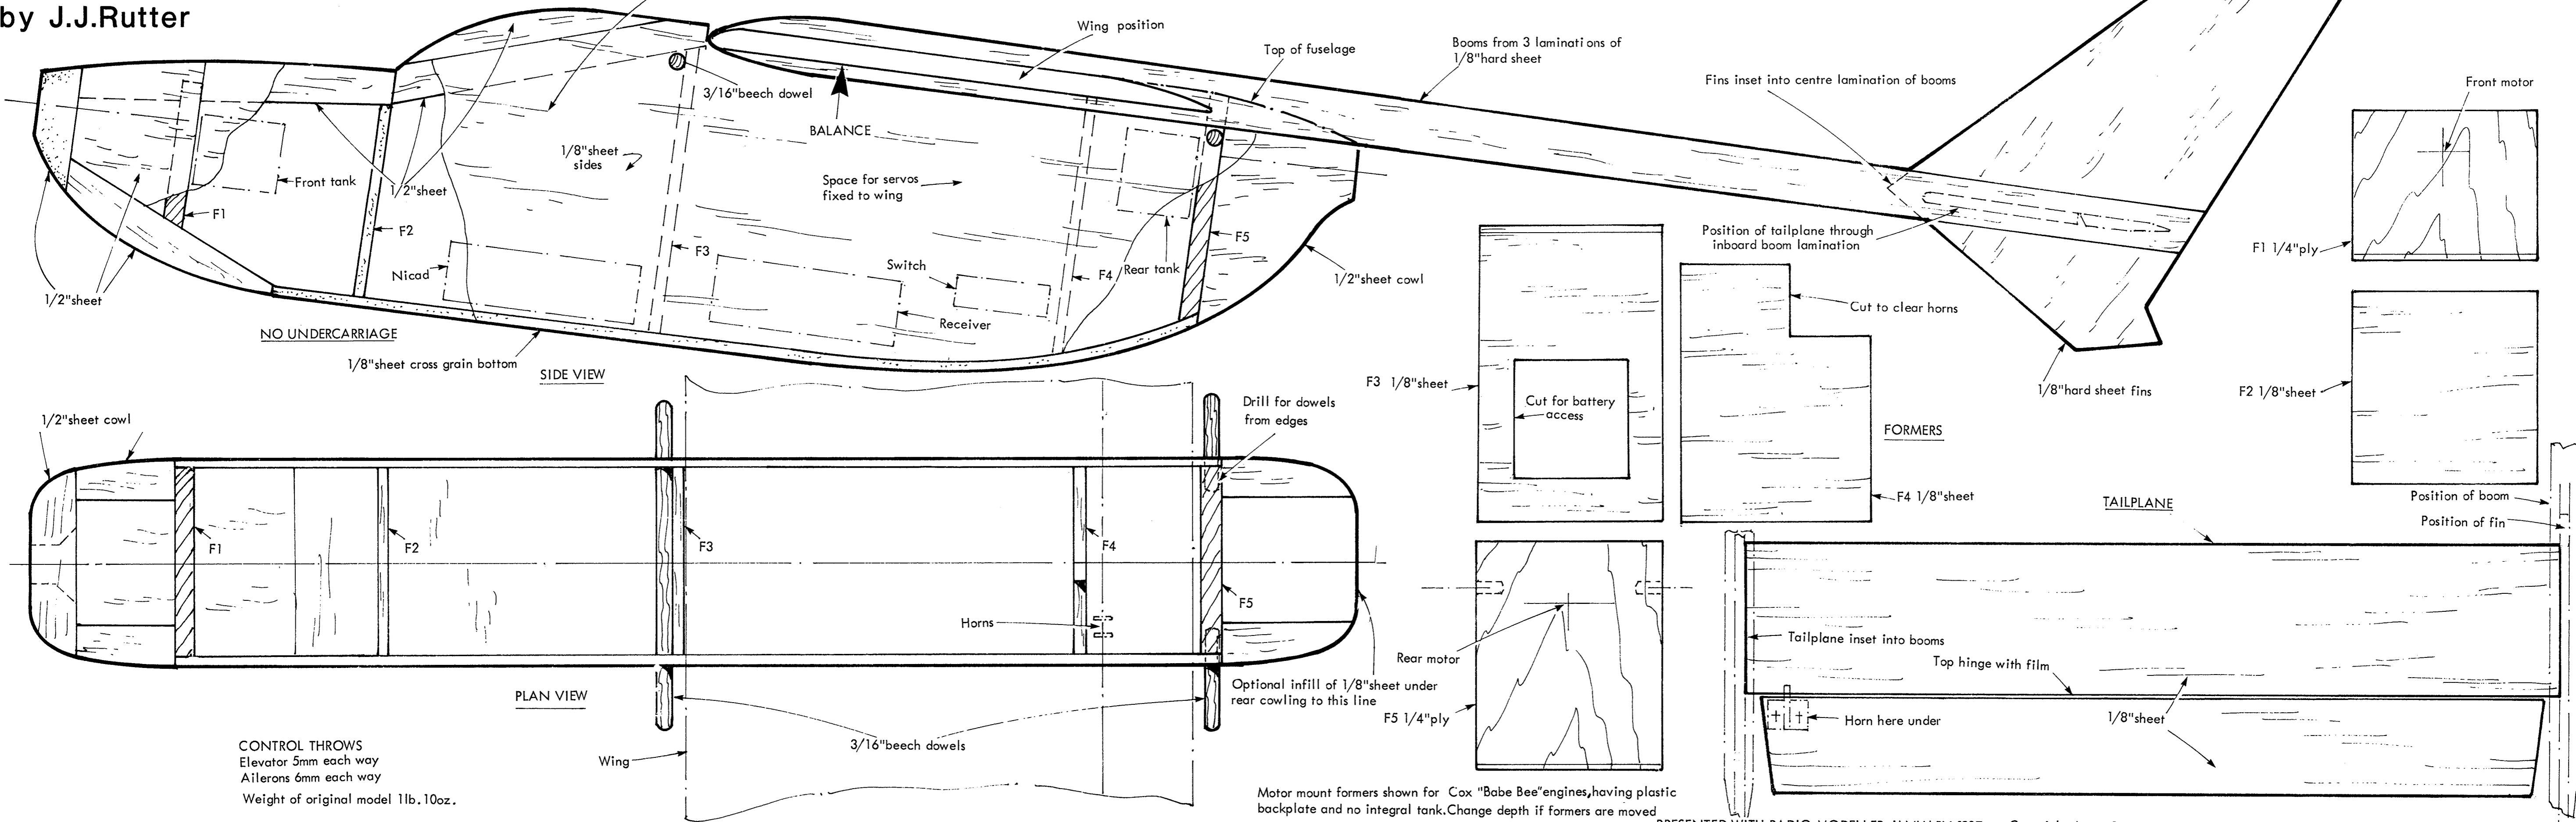 by J.J.Rutter
Wing position
Top of fuselage
Booms from 3 laminations of
1/8"hard sheet
Fins inset into centre lamination of booms
Front motor
3/16"beech dowel
BALANCE
1/8"sheet
sides
Space for servos
fixed to wing
Front tank
1/2"sheet
F1
F2
F3
F4
Rear tank
F5
Nicad
Switch
Receiver
1/2"sheet
NO UNDERCARRIAGE
1/8"sheet cross grain bottom
SIDE VIEW
1/2"sheet cowl
Position of tailplane through
inboard boom lamination
F1 1/4"ply
Cut to clear horns
F3 1/8"sheet
Cut for battery
access
1/8"hard sheet fins
F2 1/8"sheet
FORMERS
F4 1/8"sheet
1/2"sheet cowl
Drill for dowels
from edges
F1
F2
F3
F4
F5
Horns
PLAN VIEW
Optional infill of 1/8"sheet under
rear cowling to this line
3/16"beech dowels
Wing
Rear motor
F5 1/4"ply
TAILPLANE
Position of boom
Position of fin
Tailplane inset into booms
Top hinge with film
Horn here under
1/8"sheet
CONTROL THROWS
Elevator 5mm each way
Ailerons 6mm each way
Weight of original model 1lb.10oz.
Motor mount formers shown for Cox "Babe Bee"engines,having plastic
backplate and no integral tank.Change depth if formers are moved
PRESENTED WITH RADIO MODELLER